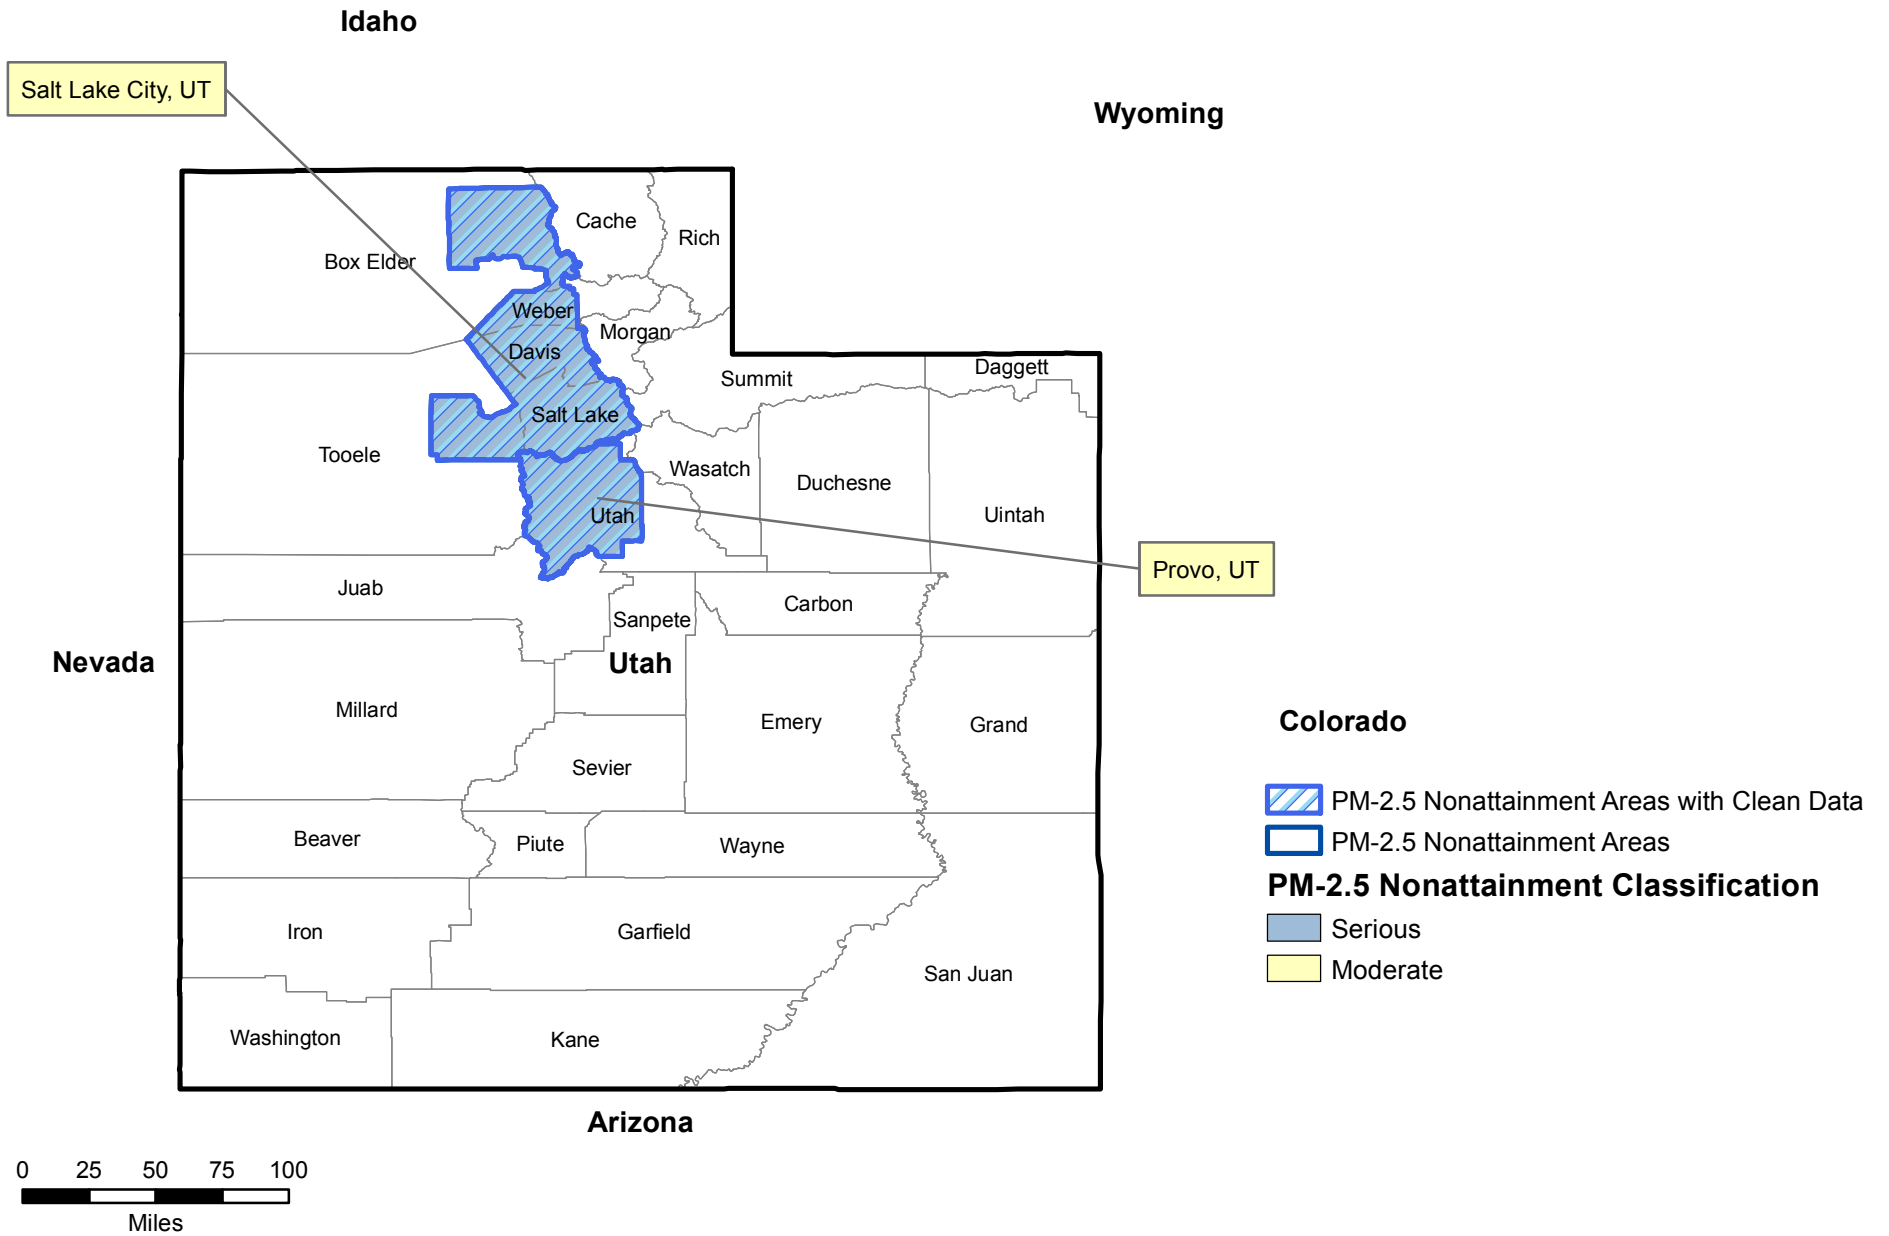 Idaho
Salt Lake City, UT
Wyoming
Cache
Rich
Box Elder
Weber
Morgan
Davis
Summit
Daggett
Salt Lake
Tooele
Wasatch
Duchesne
Utah
Uintah
Provo, UT
Juab
Carbon
Sanpete
Nevada
Utah
Millard
Emery
Grand
Colorado
Sevier
PM-2.5 Nonattainment Areas with Clean Data
Beaver
Piute
Wayne
PM-2.5 Nonattainment Areas
PM-2.5 Nonattainment Classification
Iron
Garfield
Serious
San Juan
Moderate
Washington
Kane
Arizona
0 25 50 75 100
Miles